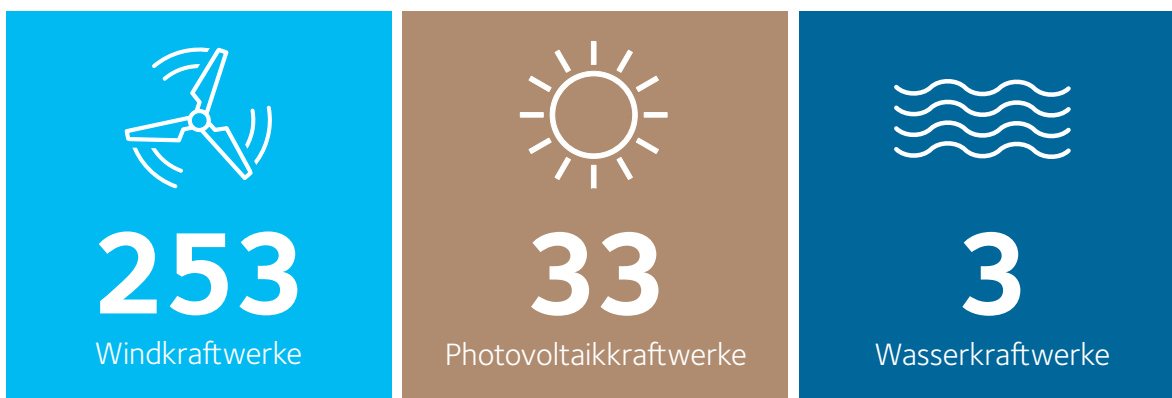 253
Windkraftwerke
33
Photovoltaikkraftwerke
3
Wasserkraftwerke